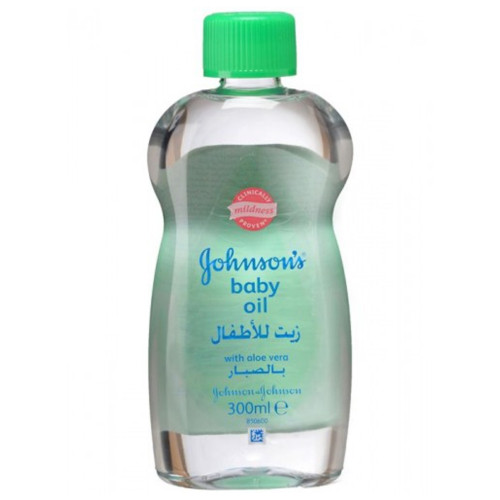 CLINICALLY
mildness
PROVEN
Johnson's
baby
oil
زيت للأطفال
with aloe vera
بالصبار
Johnson & Johnson
300ml ℮